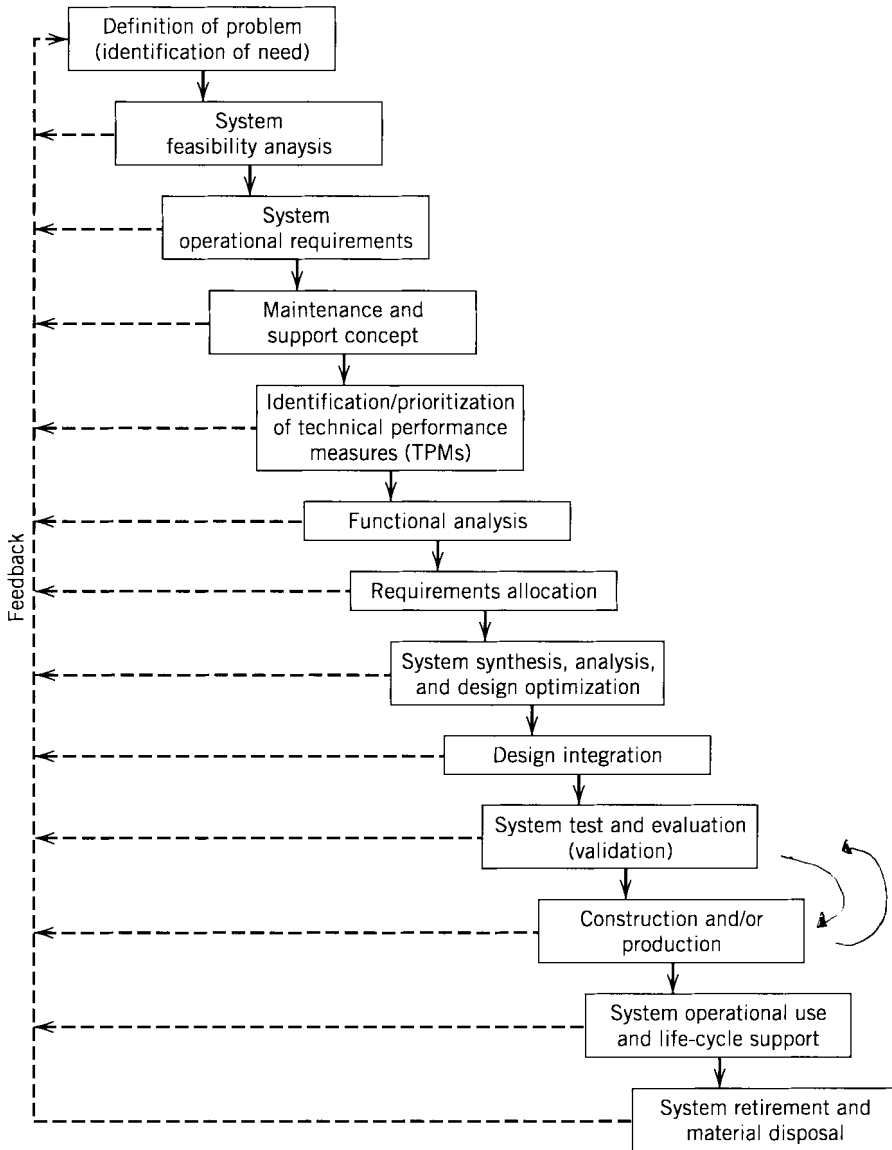 Definition of problem
(identification of need)
System
feasibility anaysis
System
operational requirements
Maintenance and
support concept
Identification/prioritization
of technical performance
measures (TPMs)
Functional analysis
Feedback
Requirements allocation
System synthesis, analysis,
and design optimization
Design integration
System test and evaluation
(validation)
Construction and/or
production
System operational use
and life-cycle support
System retirement and
material disposal